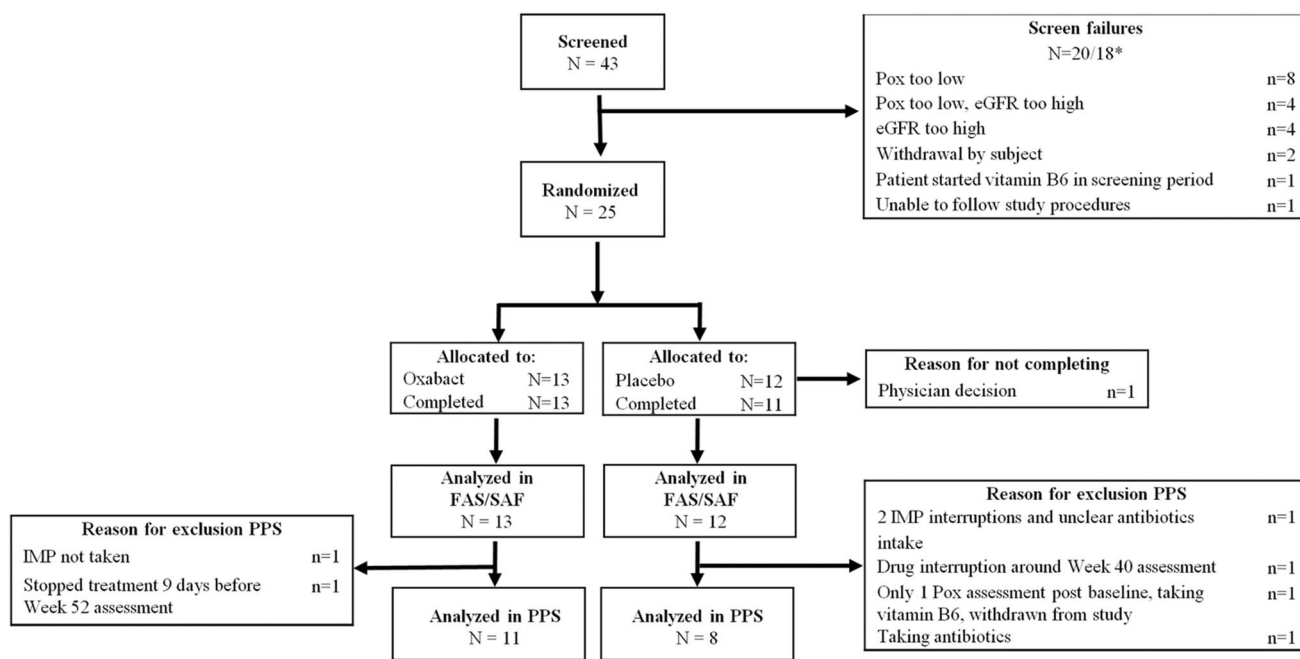 Screened
N = 43
Screen failures
N=20/18*
Pox too low n=8
Pox too low, eGFR too high n=4
eGFR too high n=4
Withdrawal by subject n=2
Patient started vitamin B6 in screening period n=1
Unable to follow study procedures n=1
Randomized
N = 25
Allocated to:
Oxabact N=13
Completed N=13
Allocated to:
Placebo N=12
Completed N=11
Reason for not completing
Physician decision n=1
Analyzed in
FAS/SAF
N = 13
Analyzed in
FAS/SAF
N = 12
Reason for exclusion PPS
IMP not taken n=1
Stopped treatment 9 days before n=1
Week 52 assessment
Reason for exclusion PPS
2 IMP interruptions and unclear antibiotics n=1
intake
Drug interruption around Week 40 assessment n=1
Only 1 Pox assessment post baseline, taking n=1
vitamin B6, withdrawn from study
Taking antibiotics n=1
Analyzed in PPS
N = 11
Analyzed in PPS
N = 8